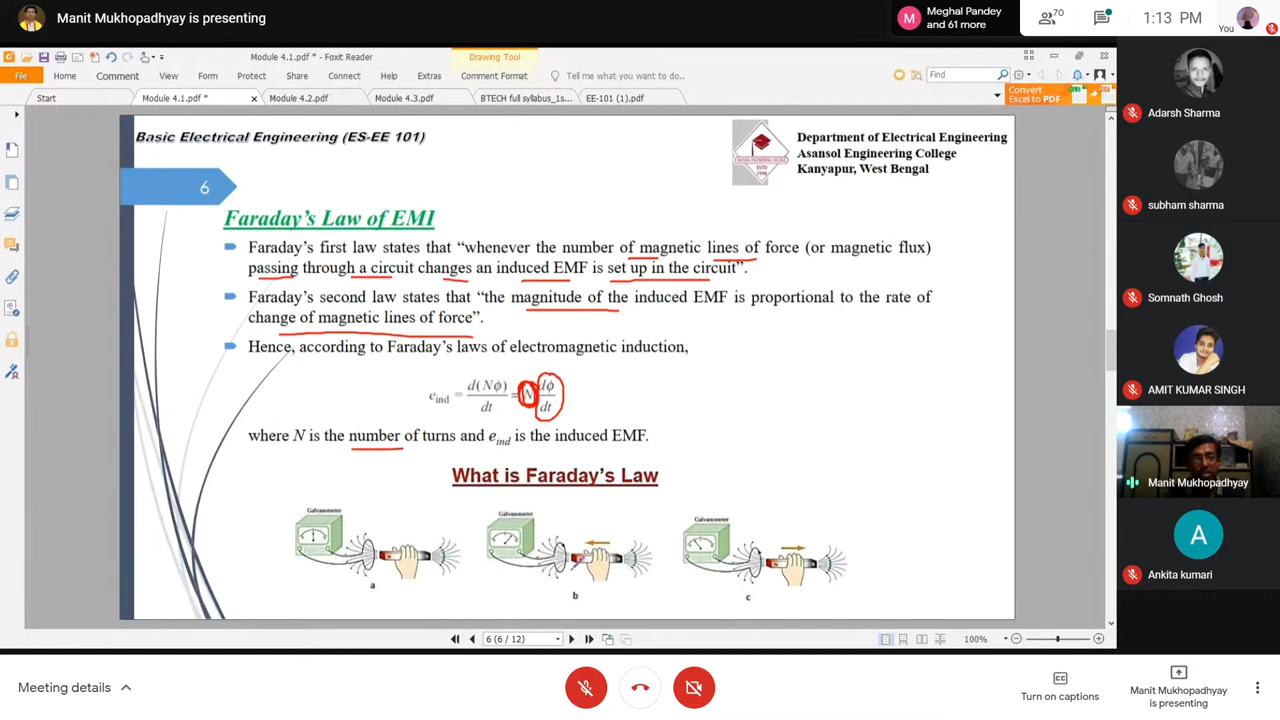 Manit Mukhopadhyay is presenting
M
Meghal Pandey
and 61 more
70
1:13 PM
You
Module 4.1.pdf * - Foxit Reader
Drawing Tool
File
Home
Comment
View
Form
Protect
Share
Connect
Help
Extras
Comment Format
Tell me what you want to do..
Find
Start
Module 4.1.pdf *
Module 4.2.pdf
Module 4.3.pdf
BTECH full syllabus_1s...
EE-101 (1).pdf
Convert
Excel to PDF
Basic Electrical Engineering (ES-EE 101)
Department of Electrical Engineering
Asansol Engineering College
Kanyapur, West Bengal
6
Faraday's Law of EMI
Faraday's first law states that “whenever the number of magnetic lines of force (or magnetic flux)
passing through a circuit changes an induced EMF is set up in the circuit”.
Faraday's second law states that “the magnitude of the induced EMF is proportional to the rate of
change of magnetic lines of force”.
Hence, according to Faraday's laws of electromagnetic induction,
e_ind = d(Nϕ)/dt = N dϕ/dt
where N is the number of turns and e_ind is the induced EMF.
What is Faraday's Law
Galvanometer
Galvanometer
Galvanometer
a
b
c
6 (6 / 12)
100%
Adarsh Sharma
subham sharma
Somnath Ghosh
AMIT KUMAR SINGH
Manit Mukhopadhyay
A
Ankita kumari
Meeting details
Turn on captions
Manit Mukhopadhyay
is presenting